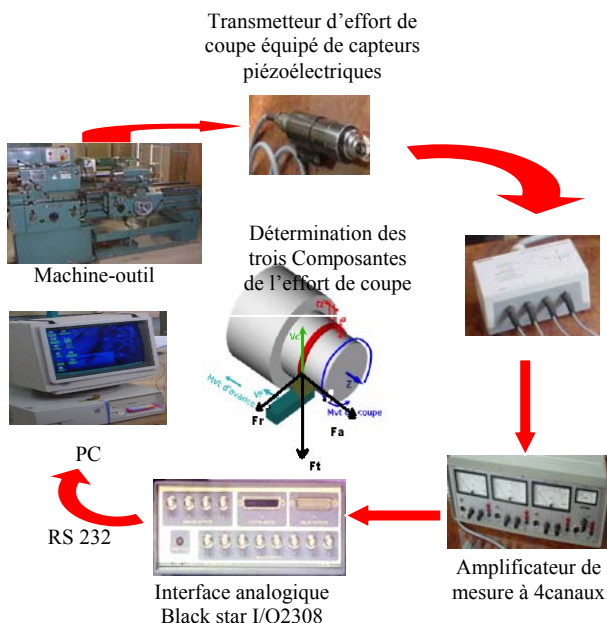 Transmetteur d'effort de
coupe équipé de capteurs
piézoélectriques
Machine-outil
Détermination des
trois Composantes
de l'effort de coupe
Vc
Vf
Mvt d'avance
Z
Mvt de coupe
Fr
Fa
Ft
PC
RS 232
Interface analogique
Black star I/O2308
Amplificateur de
mesure à 4canaux